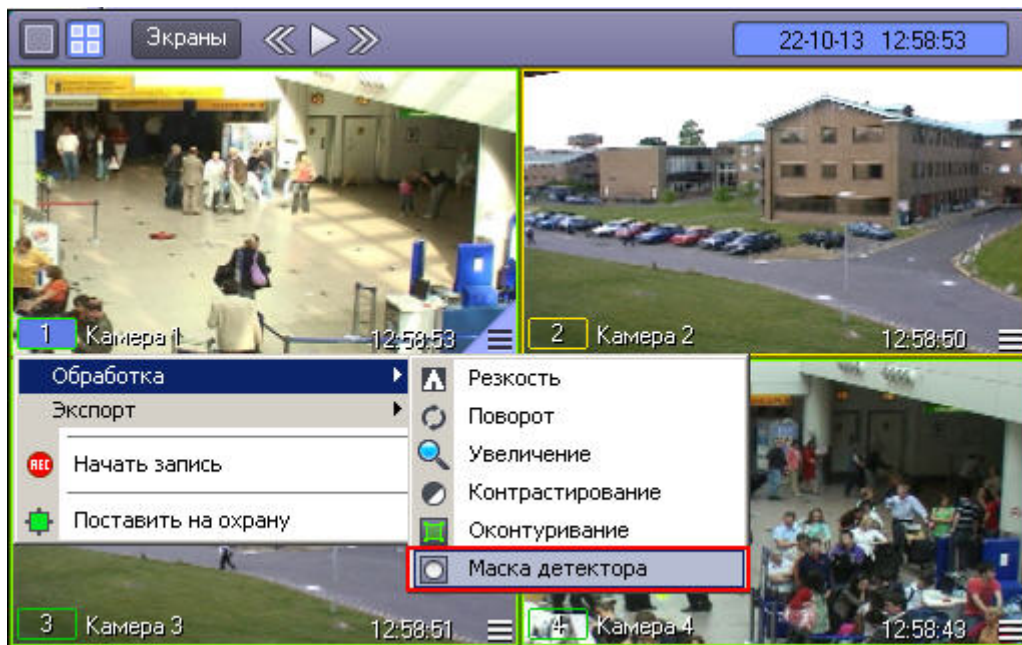 Экраны
22-10-13 12:58:53
1 Камера 1 12:58:53
2 Камера 2 12:58:50
Обработка
Экспорт
REC Начать запись
Поставить на охрану
Резкость
Поворот
Увеличение
Контрастирование
Оконтуривание
Маска детектора
3 Камера 3 12:58:51
4 Камера 4 12:58:43